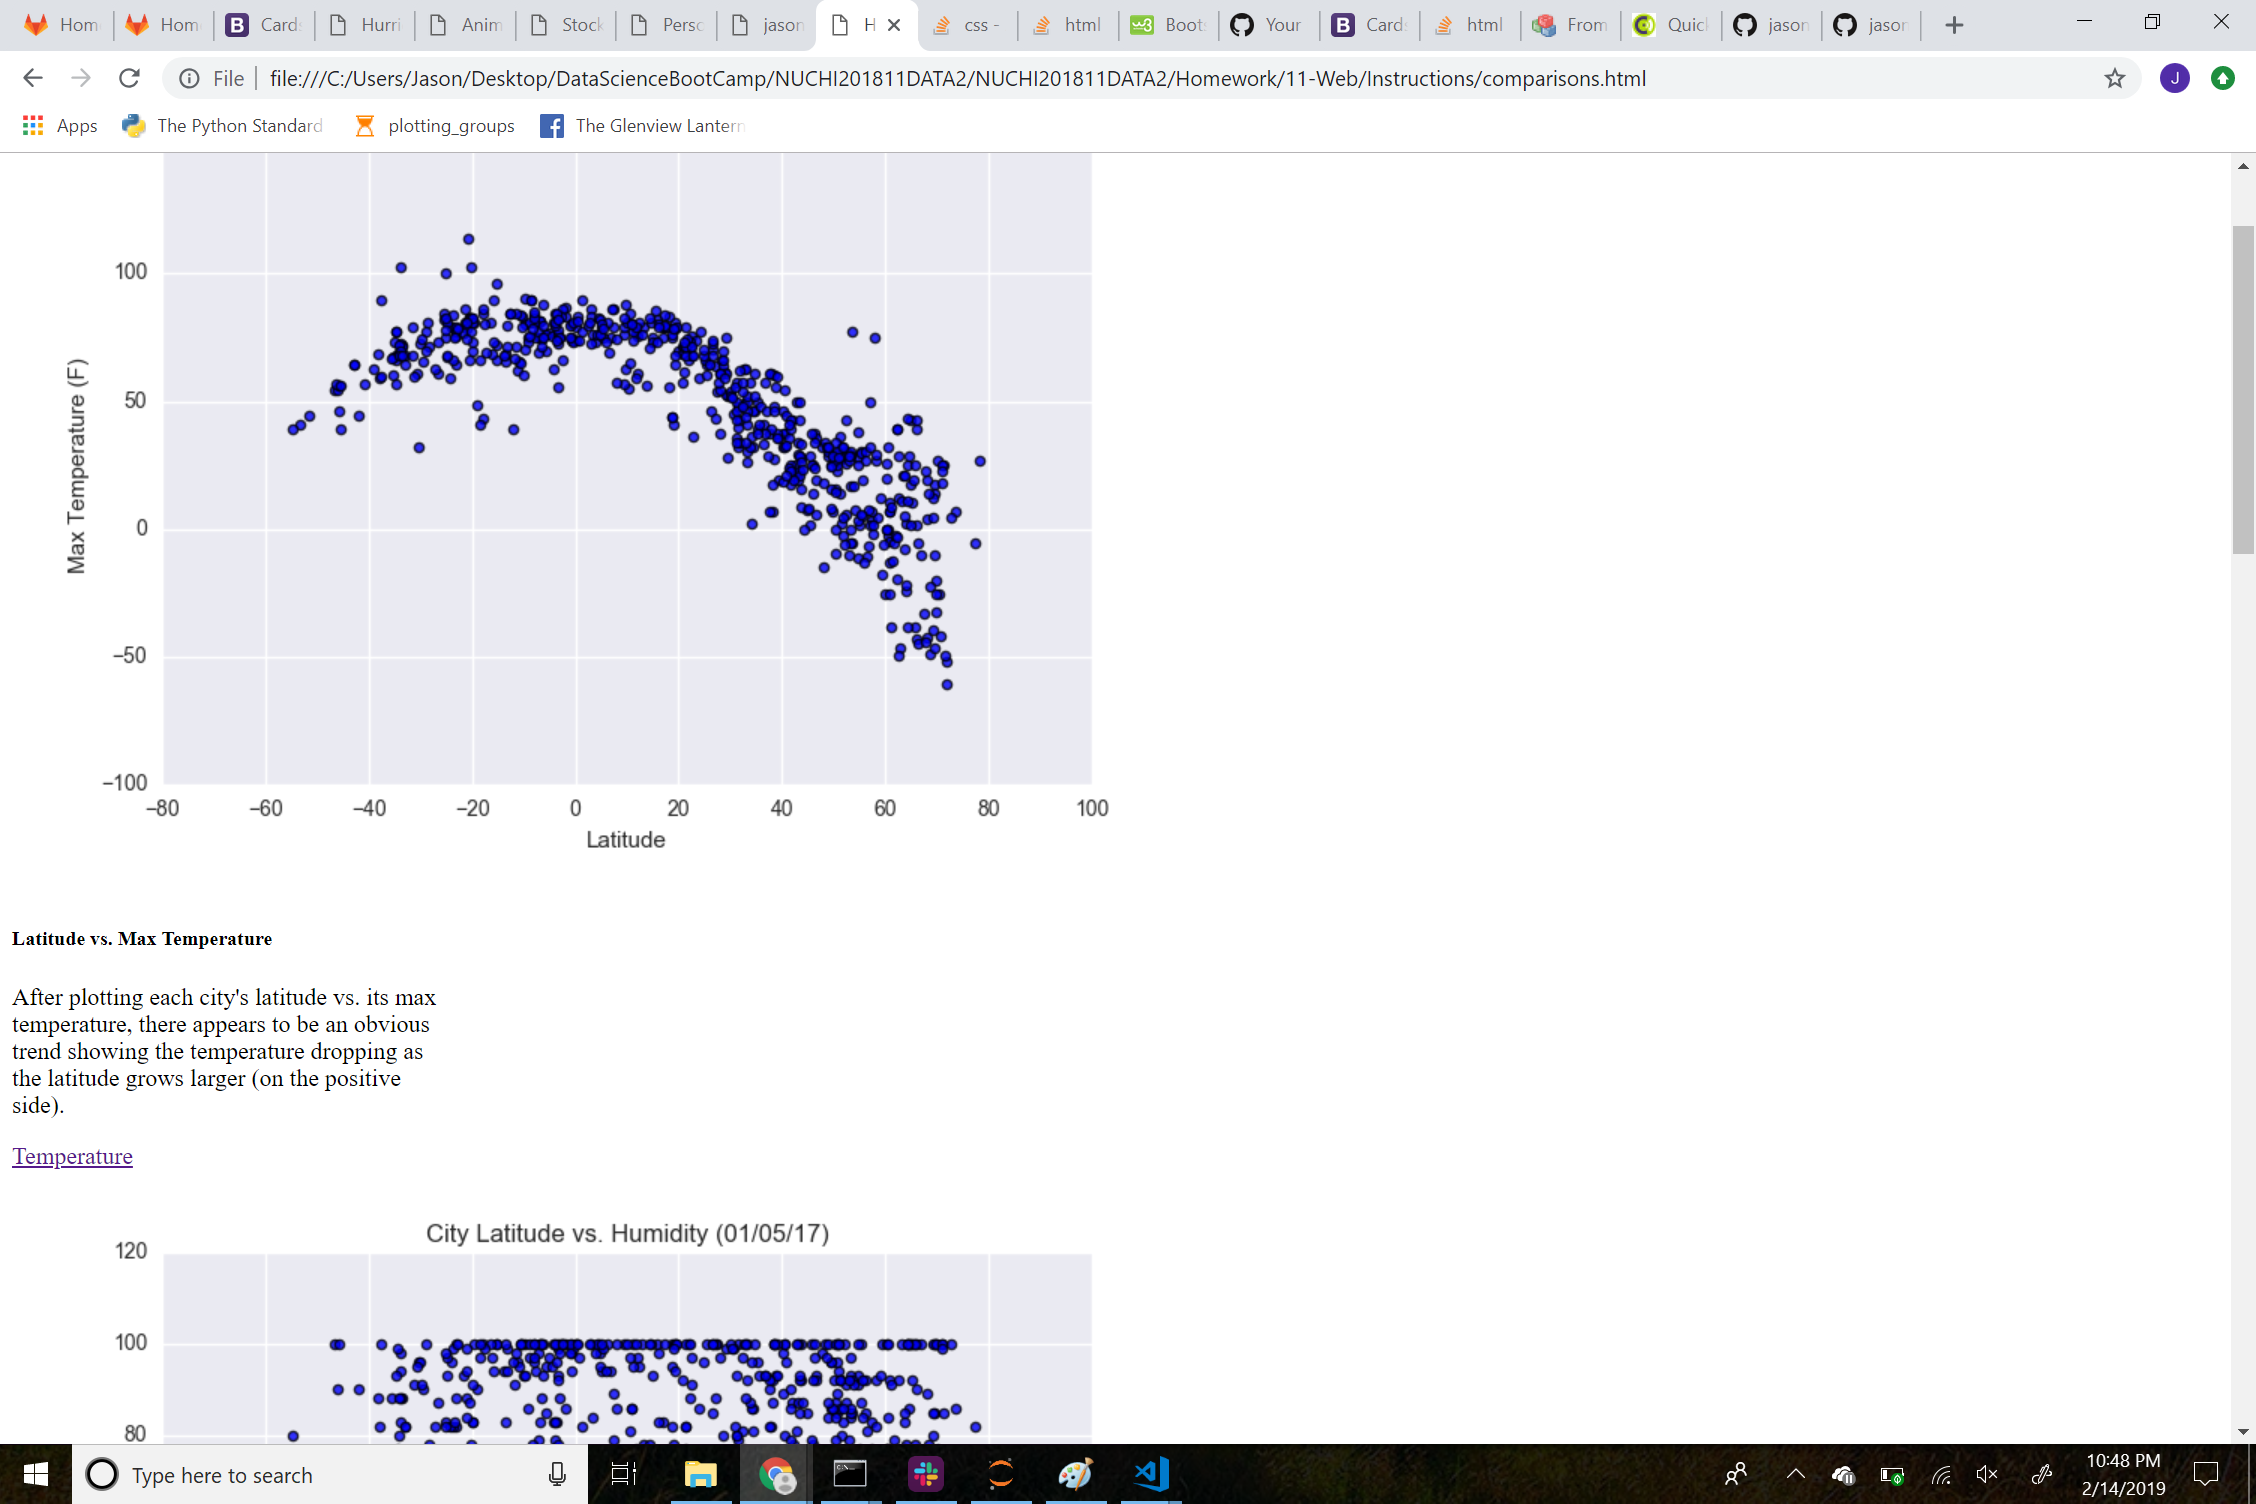 Hom Hom Card Hurri Anim Stock Perso jason H css - html Boot Your Card html From Quic jason jason
File file:///C:/Users/Jason/Desktop/DataScienceBootCamp/NUCHI201811DATA2/NUCHI201811DATA2/Homework/11-Web/Instructions/comparisons.html J
Apps The Python Standard plotting_groups The Glenview Lantern
100
50
0
−50
−100
Max Temperature (F)
−80 −60 −40 −20 0 20 40 60 80 100
Latitude
Latitude vs. Max Temperature
After plotting each city's latitude vs. its max
temperature, there appears to be an obvious
trend showing the temperature dropping as
the latitude grows larger (on the positive
side).
Temperature
City Latitude vs. Humidity (01/05/17)
120
100
80
Type here to search
10:48 PM
2/14/2019